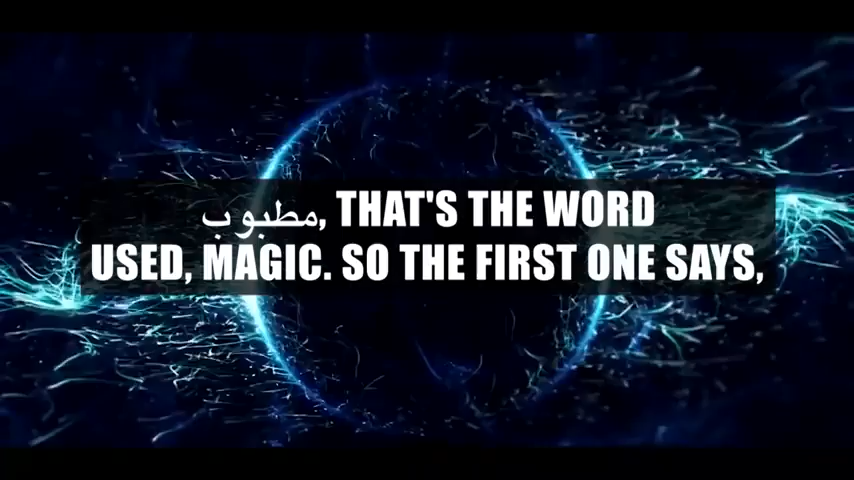 مطبوب, THAT'S THE WORD
USED, MAGIC. SO THE FIRST ONE SAYS,